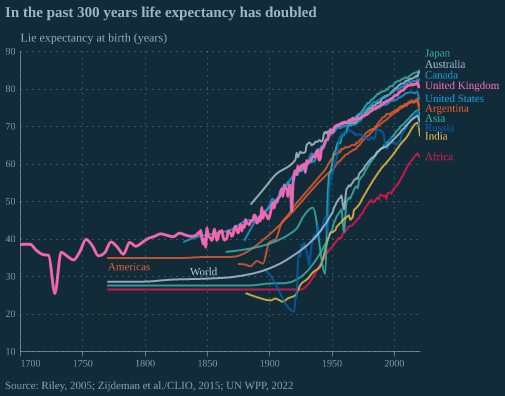 In the past 300 years life expectancy has doubled
Lie expectancy at birth (years)
90
80
70
60
50
40
30
20
10
1700
1750
1800
1850
1900
1950
2000
Japan
Australia
Canada
United Kingdom
United States
Argentina
Asia
Russia
India
Africa
Americas
World
Source: Riley, 2005; Zijdeman et al./CLIO, 2015; UN WPP, 2022